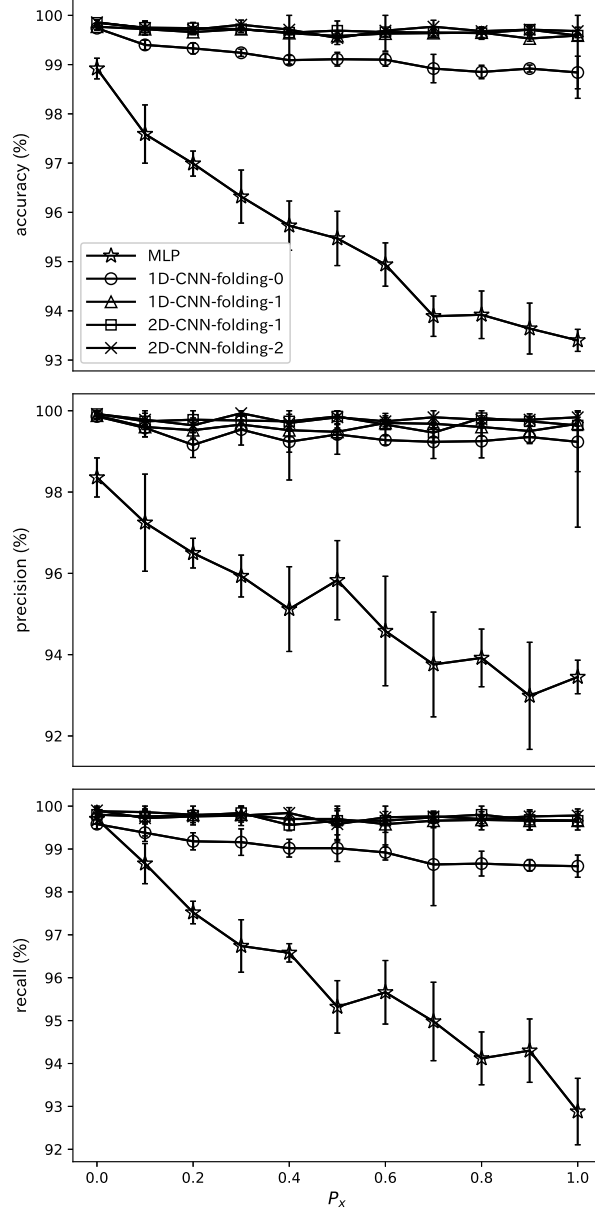 100
99
98
97
96
95
94
93
accuracy (%)
MLP
1D-CNN-folding-0
1D-CNN-folding-1
2D-CNN-folding-1
2D-CNN-folding-2
100
98
96
94
92
precision (%)
100
99
98
97
96
95
94
93
92
recall (%)
0.0 0.2 0.4 0.6 0.8 1.0
Px